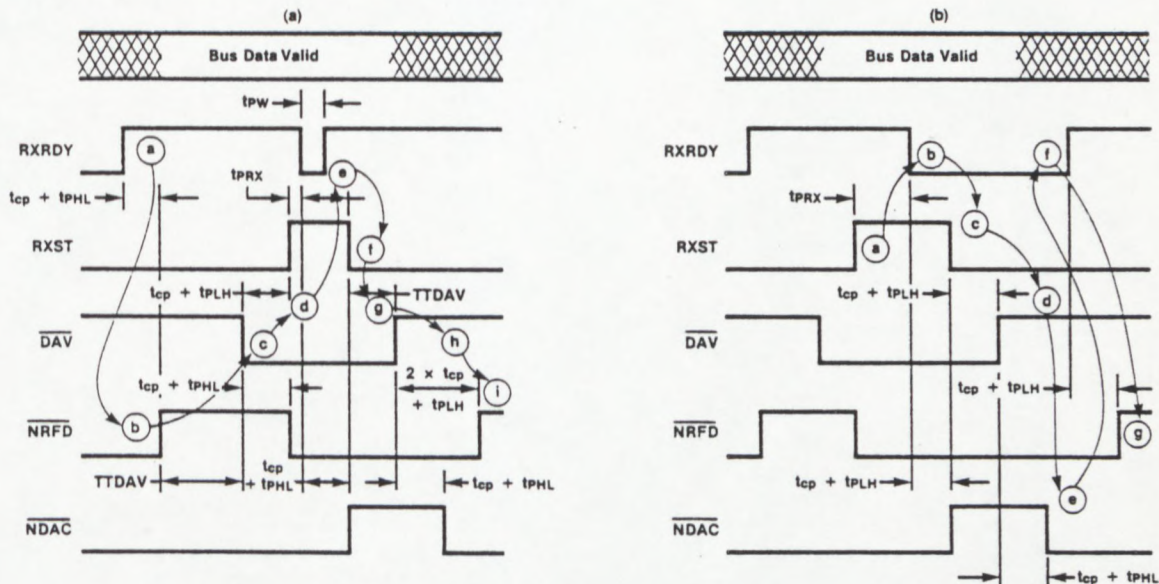 (a)
Bus Data Valid
tPW
RXRDY
a
e
tPRX
tcp + tPHL
RXST
f
tcp + tPLH
TTDAV
d
g
DAV
c
h
2 × tcp
+ tPLH
i
tcp + tPHL
b
NRFD
TTDAV
tcp
+ tPHL
tcp + tPHL
NDAC
(b)
Bus Data Valid
RXRDY
b
f
tPRX
c
RXST
a
tcp + tPLH
d
DAV
tcp + tPLH
NRFD
g
tcp + tPLH
e
NDAC
tcp + tPHL